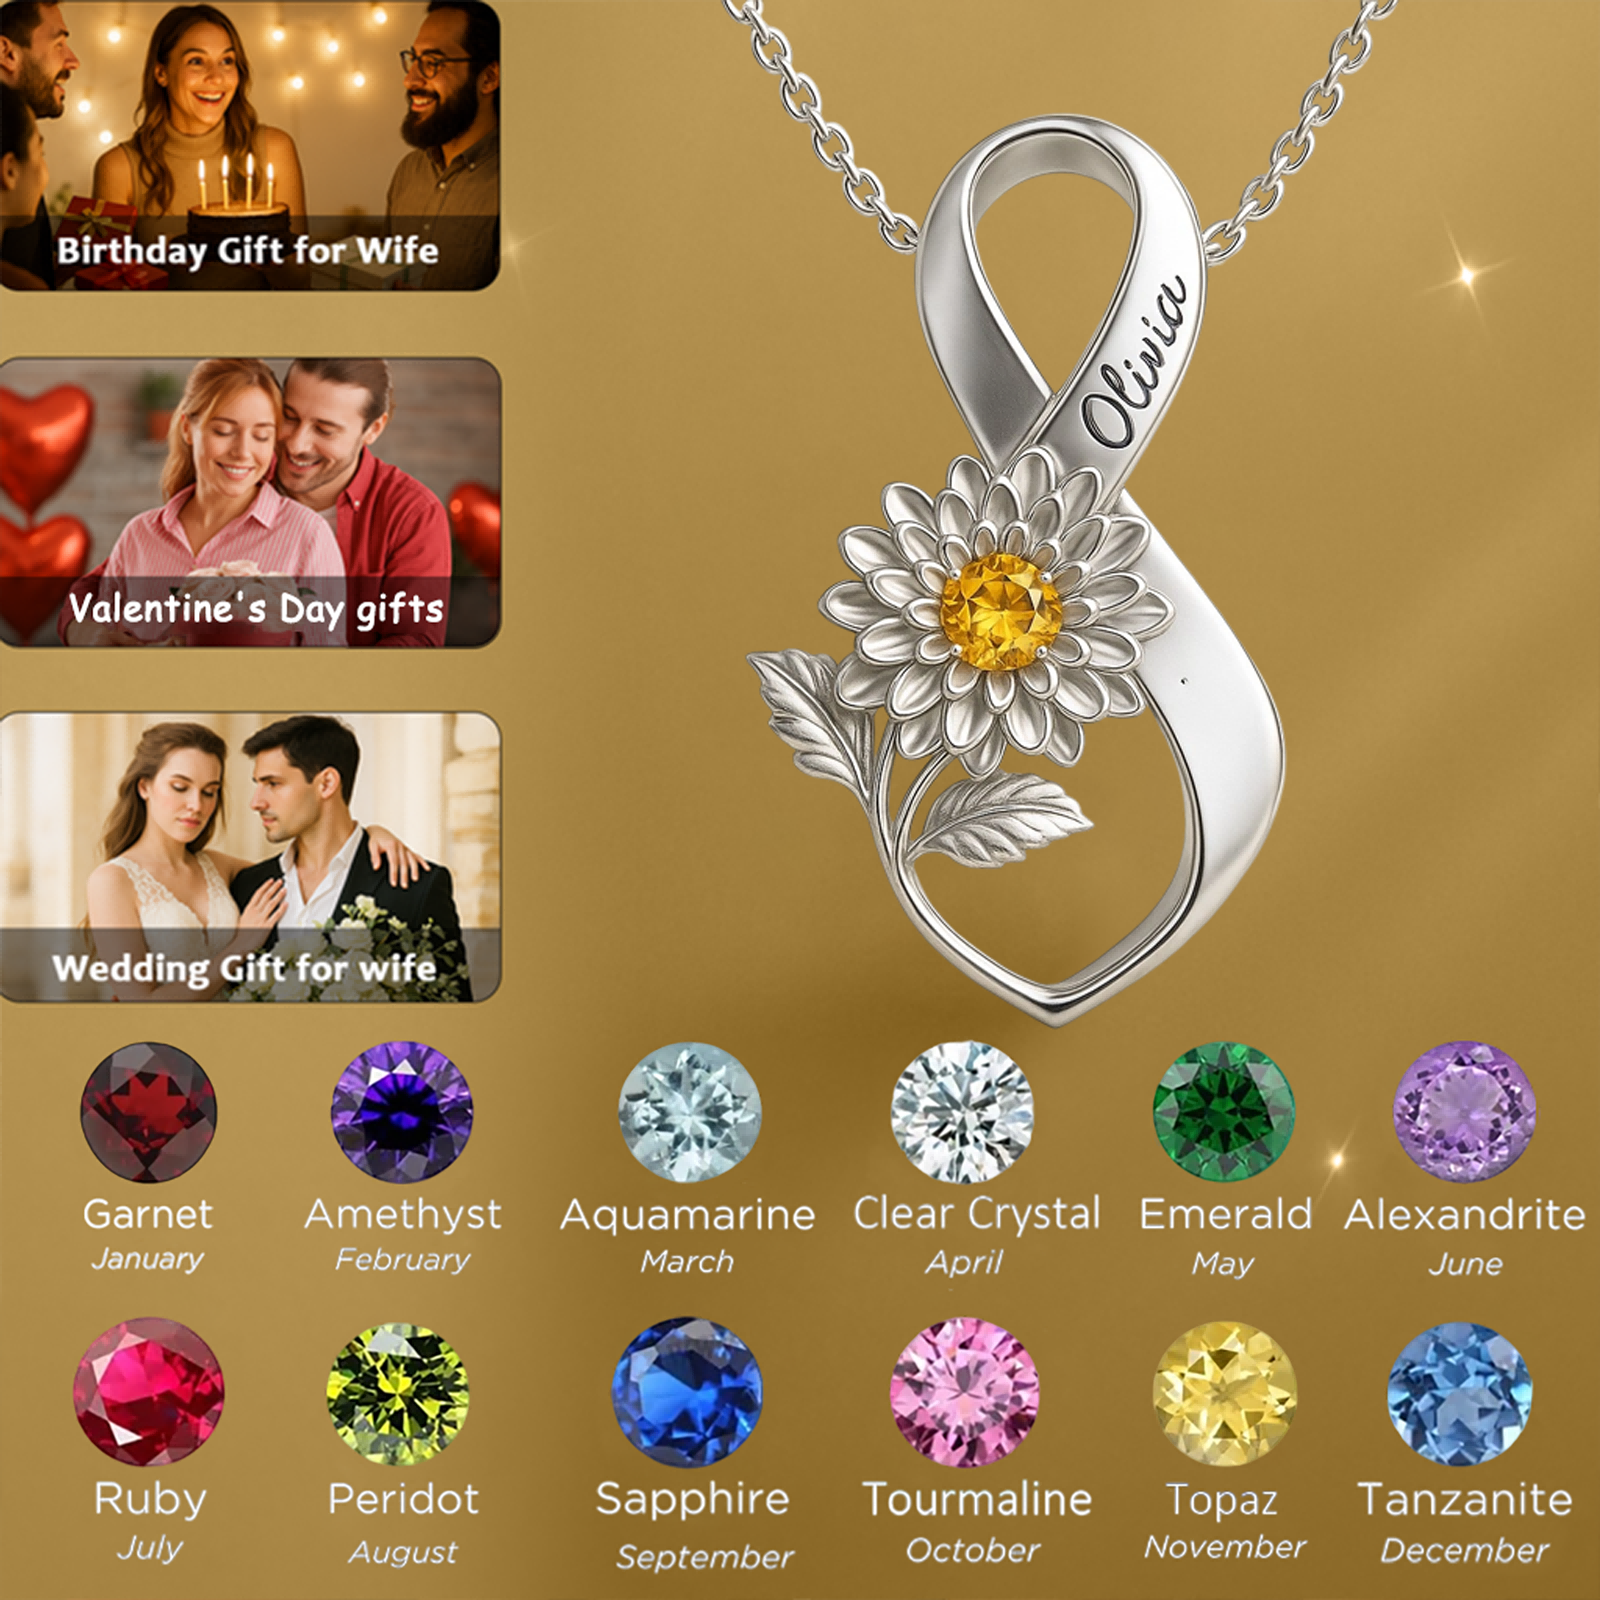 Birthday Gift for Wife
Olivia
Valentine's Day gifts
Wedding Gift for wife
Garnet
January
Amethyst
February
Aquamarine
March
Clear Crystal
April
Emerald
May
Alexandrite
June
Ruby
July
Peridot
August
Sapphire
September
Tourmaline
October
Topaz
November
Tanzanite
December